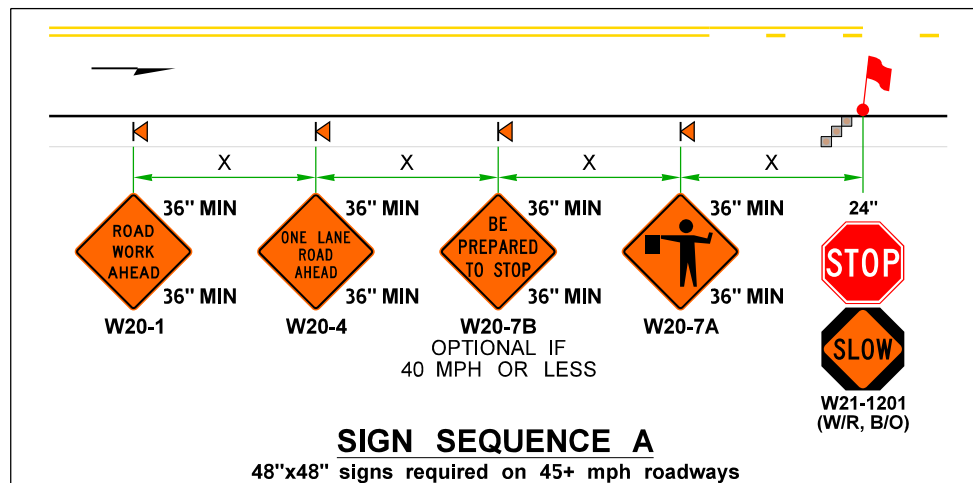 X X X X
36" MIN 36" MIN 36" MIN 36" MIN 24"
ROAD
WORK
AHEAD
ONE LANE
ROAD
AHEAD
BE
PREPARED
TO STOP
STOP
36" MIN 36" MIN 36" MIN 36" MIN
W20-1 W20-4 W20-7B W20-7A
OPTIONAL IF
40 MPH OR LESS
SLOW
W21-1201
(W/R, B/O)
SIGN SEQUENCE A
48"x48" signs required on 45+ mph roadways